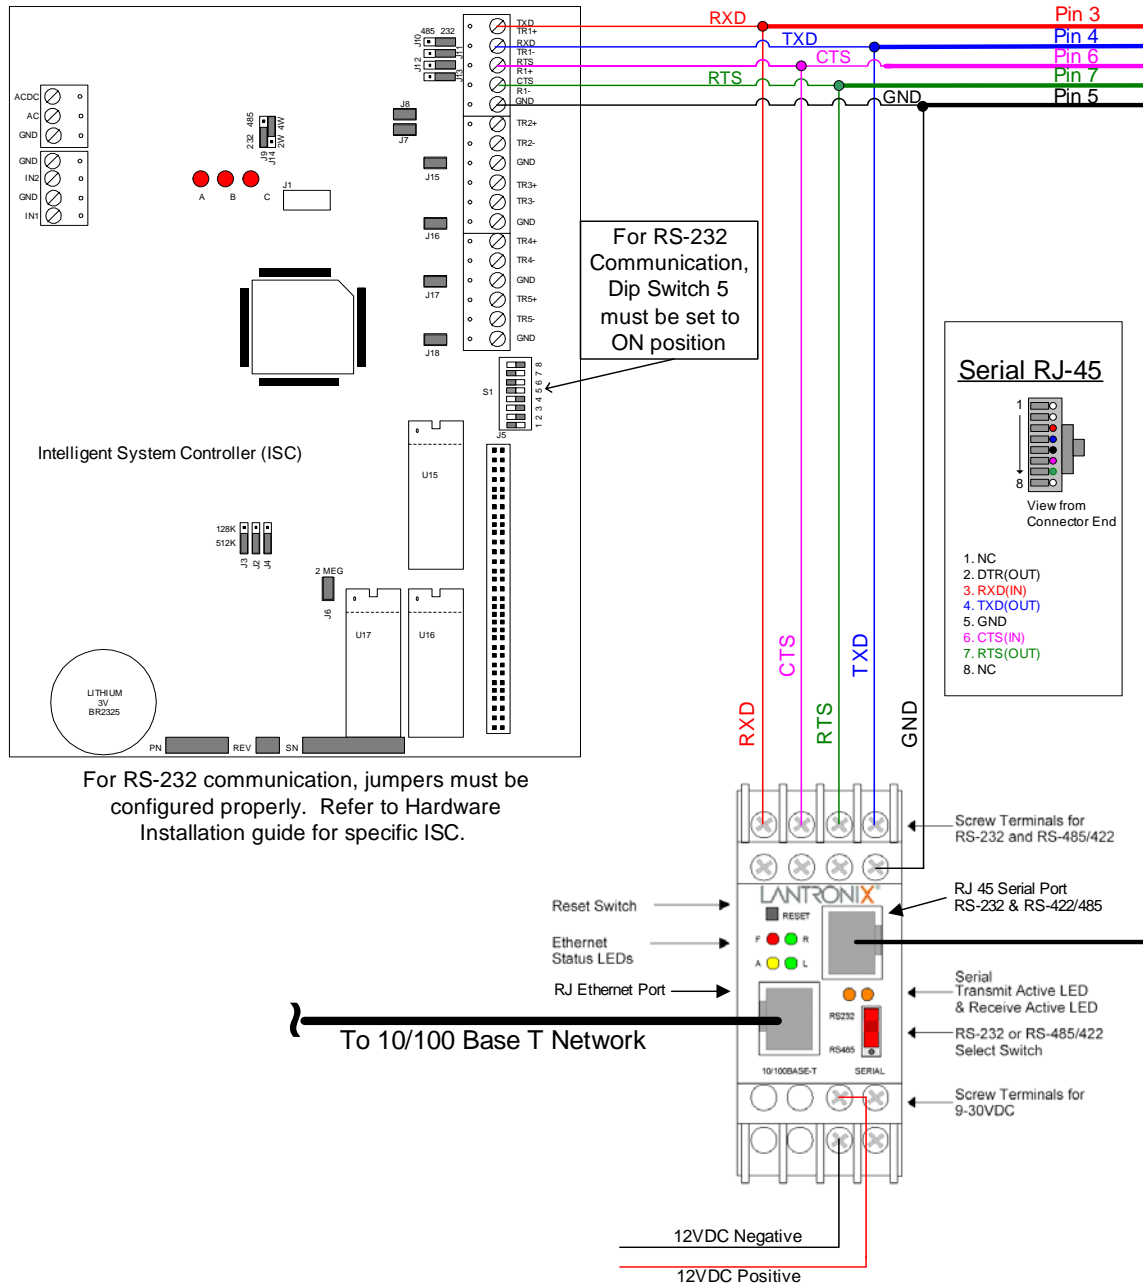 RXD
Pin 3
TXD
Pin 4
CTS
Pin 6
RTS
Pin 7
GND
Pin 5
TXD
TR1+
RXD
TR1-
RTS
R1+
CTS
R1-
GND
TR2+
TR2-
GND
TR3+
TR3-
GND
TR4+
TR4-
GND
TR5+
TR5-
GND
485 232
J10
J11
J12
J13
J8
J7
J15
J16
J17
J18
ACDC
AC
GND
GND
IN2
GND
IN1
485
4W
232
2W
J9
J14
A
B
C
J1
For RS-232
Communication,
Dip Switch 5
must be set to
ON position
S1
1 2 3 4 5 6 7 8
J5
Intelligent System Controller (ISC)
U15
128K
512K
J3
J2
J4
2 MEG
J6
U17
U16
LITHIUM
3V
BR2325
PN
REV
SN
For RS-232 communication, jumpers must be
configured properly. Refer to Hardware
Installation guide for specific ISC.
Serial RJ-45
1
8
View from
Connector End
1. NC
2. DTR(OUT)
3. RXD(IN)
4. TXD(OUT)
5. GND
6. CTS(IN)
7. RTS(OUT)
8. NC
RXD
CTS
RTS
TXD
GND
Screw Terminals for
RS-232 and RS-485/422
LANTRONIX®
RESET
F
R
A
L
RS232
RS485
10/100BASE-T
SERIAL
Reset Switch
Ethernet
Status LEDs
RJ Ethernet Port
RJ 45 Serial Port
RS-232 & RS-422/485
Serial
Transmit Active LED
& Receive Active LED
RS-232 or RS-485/422
Select Switch
To 10/100 Base T Network
Screw Terminals for
9-30VDC
12VDC Negative
12VDC Positive